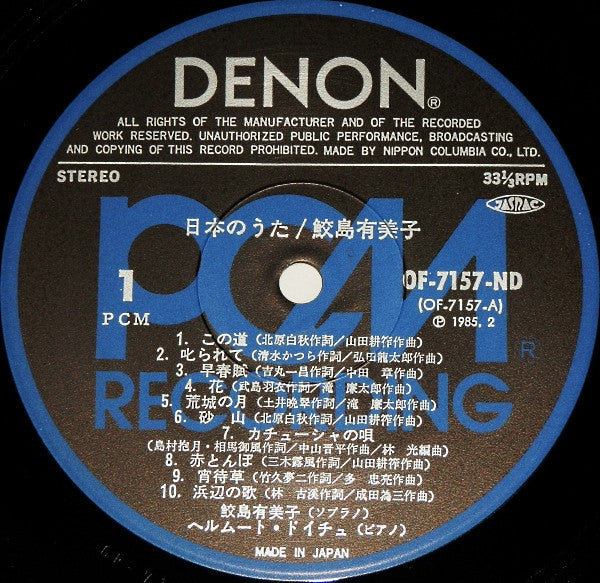 DENON®
ALL RIGHTS OF THE MANUFACTURER AND OF THE RECORDED
WORK RESERVED. UNAUTHORIZED PUBLIC PERFORMANCE, BROADCASTING
AND COPYING OF THIS RECORD PROHIBITED. MADE BY NIPPON COLUMBIA CO., LTD.
STEREO
33⅓RPM
JASRAC
日本のうた/鮫島有美子
PCM
RECORDING
R
1
PCM
OF-7157-ND
(OF-7157-A)
Ⓟ 1985. 2
1. この道(北原白秋作詞/山田耕筰作曲)
2. 叱られて(清水かつら作詞/弘田龍太郎作曲)
3. 早春賦(吉丸一昌作詞/中田 章作曲)
4. 花(武島羽衣作詞/滝 廉太郎作曲)
5. 荒城の月(土井晩翠作詞/滝 廉太郎作曲)
6. 砂 山(北原白秋作詞/山田耕筰作曲)
7. カチューシャの唄
(島村抱月・相馬御風作詞/中山晋平作曲/林 光編曲)
8. 赤とんぼ(三木露風作詞/山田耕筰作曲)
9. 宵待草(竹久夢二作詞/多 忠亮作曲)
10. 浜辺の歌(林 古渓作詞/成田為三作曲)
鮫島有美子(ソプラノ)
ヘルムート・ドイチュ(ピアノ)
MADE IN JAPAN